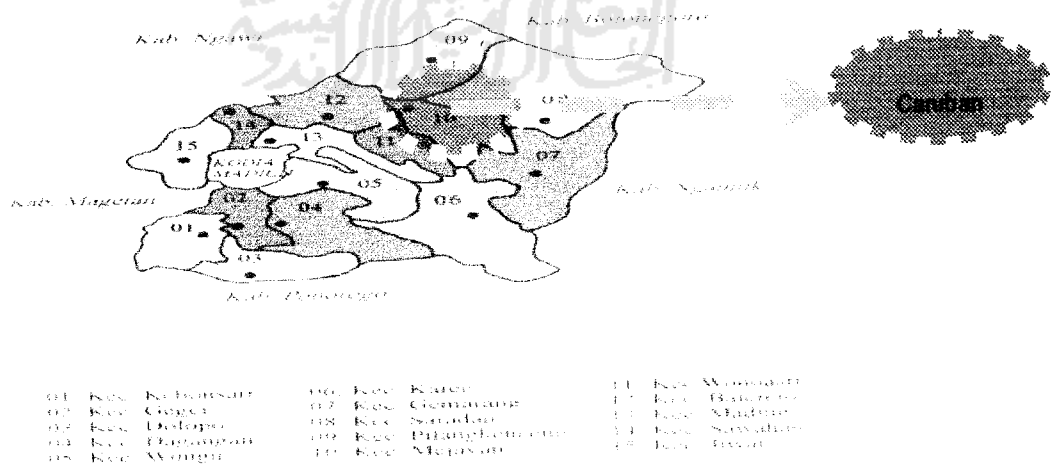 Kab. Bojonegoro
Kab. Ngawi
09
Caruban
12
10
14
11
13
15
KODYA
MADIUN
07
05
Kab. Nganjuk
Kab. Magetan
02
04
06
01
03
Kab. Ponorogo
01 Kec. Kebonsari
02 Kec. Geger
03 Kec. Dolopo
04 Kec. Dagangan
05 Kec. Wungu
06 Kec. Kare
07 Kec. Gemarang
08 Kec. Saradan
09 Kec. Pilangkenceng
10 Kec. Mejayan
11 Kec. Wonoasri
12 Kec. Balerejo
13 Kec. Madiun
14 Kec. Sawahan
15 Kec. Jiwan